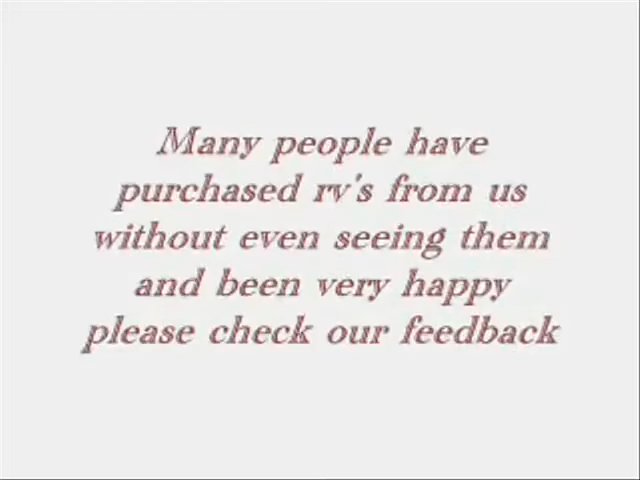 Many people have
purchased rv's from us
without even seeing them
and been very happy
please check our feedback